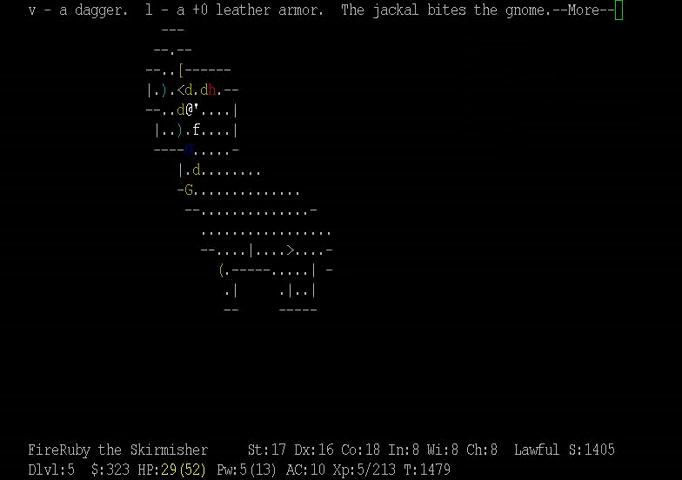 v - a dagger.  l - a +0 leather armor.  The jackal bites the gnome.--More--
---
--.--
--..[------
|.).<d.dh.--
--..d@'....|
|..).f....|
----.....-
|.d........
-G..............
--..............-
.................
--....|....>....-
(.-----.....| -
.|      .|..|
--     -----
FireRuby the Skirmisher     St:17 Dx:16 Co:18 In:8 Wi:8 Ch:8  Lawful S:1405
Dlvl:5  $:323 HP:29(52) Pw:5(13) AC:10 Xp:5/213 T:1479